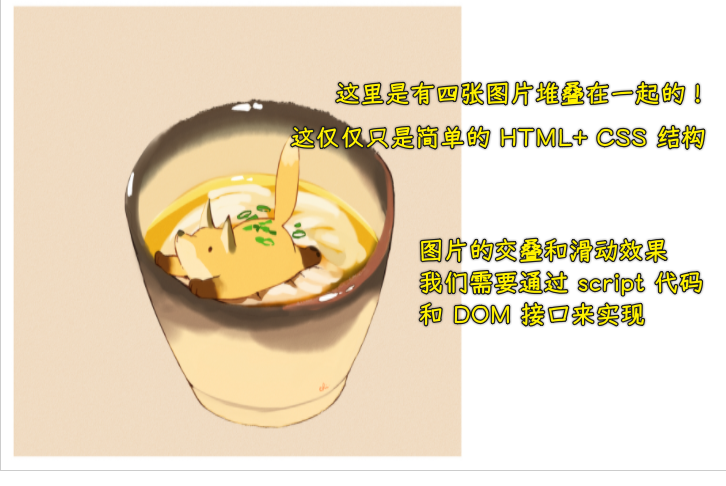 这里是有四张图片堆叠在一起的！
这仅仅只是简单的 HTML+ CSS 结构
图片的交叠和滑动效果
我们需要通过 script 代码
和 DOM 接口来实现